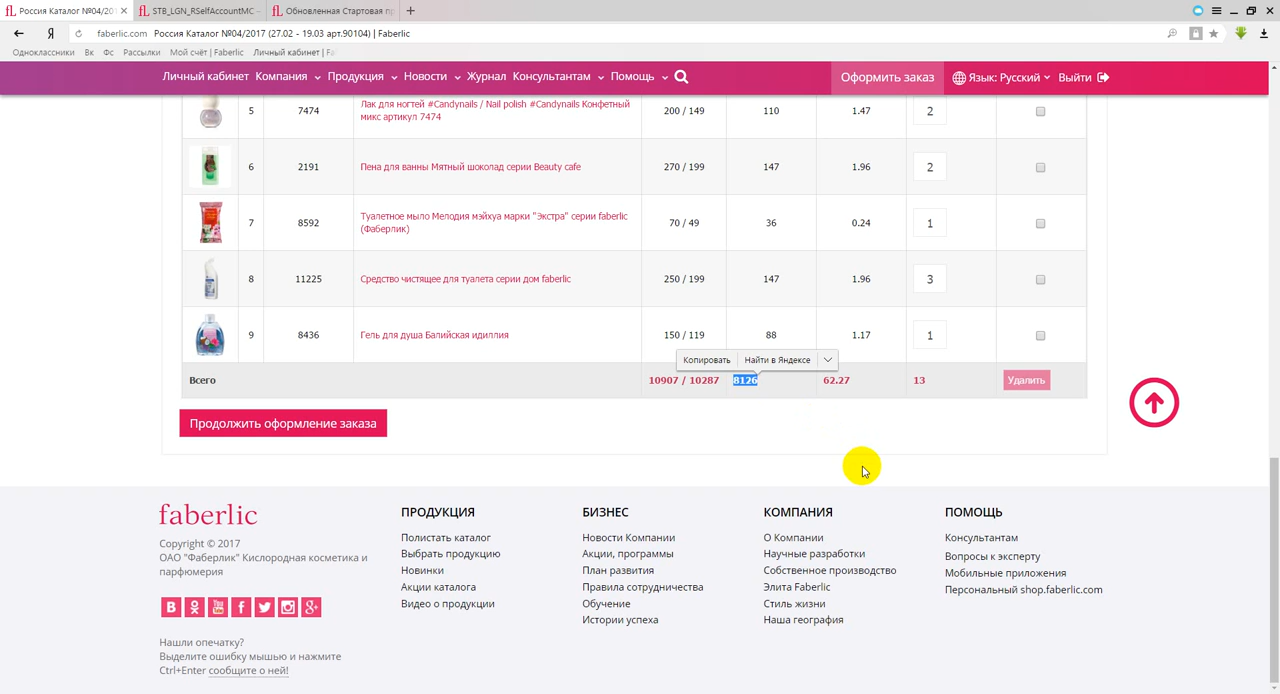 Россия Каталог №04/20
STB_LGN_RSelfAccountMC –
Обновленная Стартовая пр
faberlic.com Россия Каталог №04/2017 (27.02 - 19.03 арт.90104) | Faberlic
Одноклассники Вк Фс Рассылки Мой счёт | Faberlic Личный кабинет | Fa
Личный кабинет Компания Продукция Новости Журнал Консультантам Помощь Оформить заказ Язык: Русский Выйти
5 7474 Лак для ногтей #Candynails / Nail polish #Candynails Конфетный 200 / 149 110 1.47 2
микс артикул 7474
6 2191 Пена для ванны Мятный шоколад серии Beauty cafe 270 / 199 147 1.96 2
7 8592 Туалетное мыло Мелодия мэйхуа марки "Экстра" серии faberlic 70 / 49 36 0.24 1
(Фаберлик)
8 11225 Средство чистящее для туалета серии дом faberlic 250 / 199 147 1.96 3
9 8436 Гель для душа Балийская идиллия 150 / 119 88 1.17 1
Копировать Найти в Яндексе
Всего 10907 / 10287 8126 62.27 13 Удалить
Продолжить оформление заказа
faberlic
Copyright © 2017
ОАО "Фаберлик" Кислородная косметика и
парфюмерия
Нашли опечатку?
Выделите ошибку мышью и нажмите
Ctrl+Enter сообщите о ней!
ПРОДУКЦИЯ
Полистать каталог
Выбрать продукцию
Новинки
Акции каталога
Видео о продукции
БИЗНЕС
Новости Компании
Акции, программы
План развития
Правила сотрудничества
Обучение
Истории успеха
КОМПАНИЯ
О Компании
Научные разработки
Собственное производство
Элита Faberlic
Стиль жизни
Наша география
ПОМОЩЬ
Консультантам
Вопросы к эксперту
Мобильные приложения
Персональный shop.faberlic.com